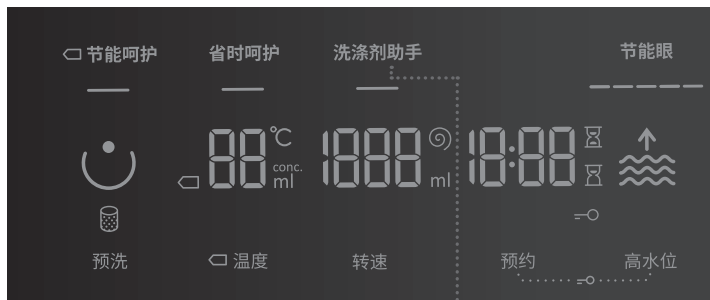 节能呵护 省时呵护 洗涤剂助手 节能眼
88 °C 1888 18:88
conc.
ml ml
预洗 温度 转速 预约 高水位